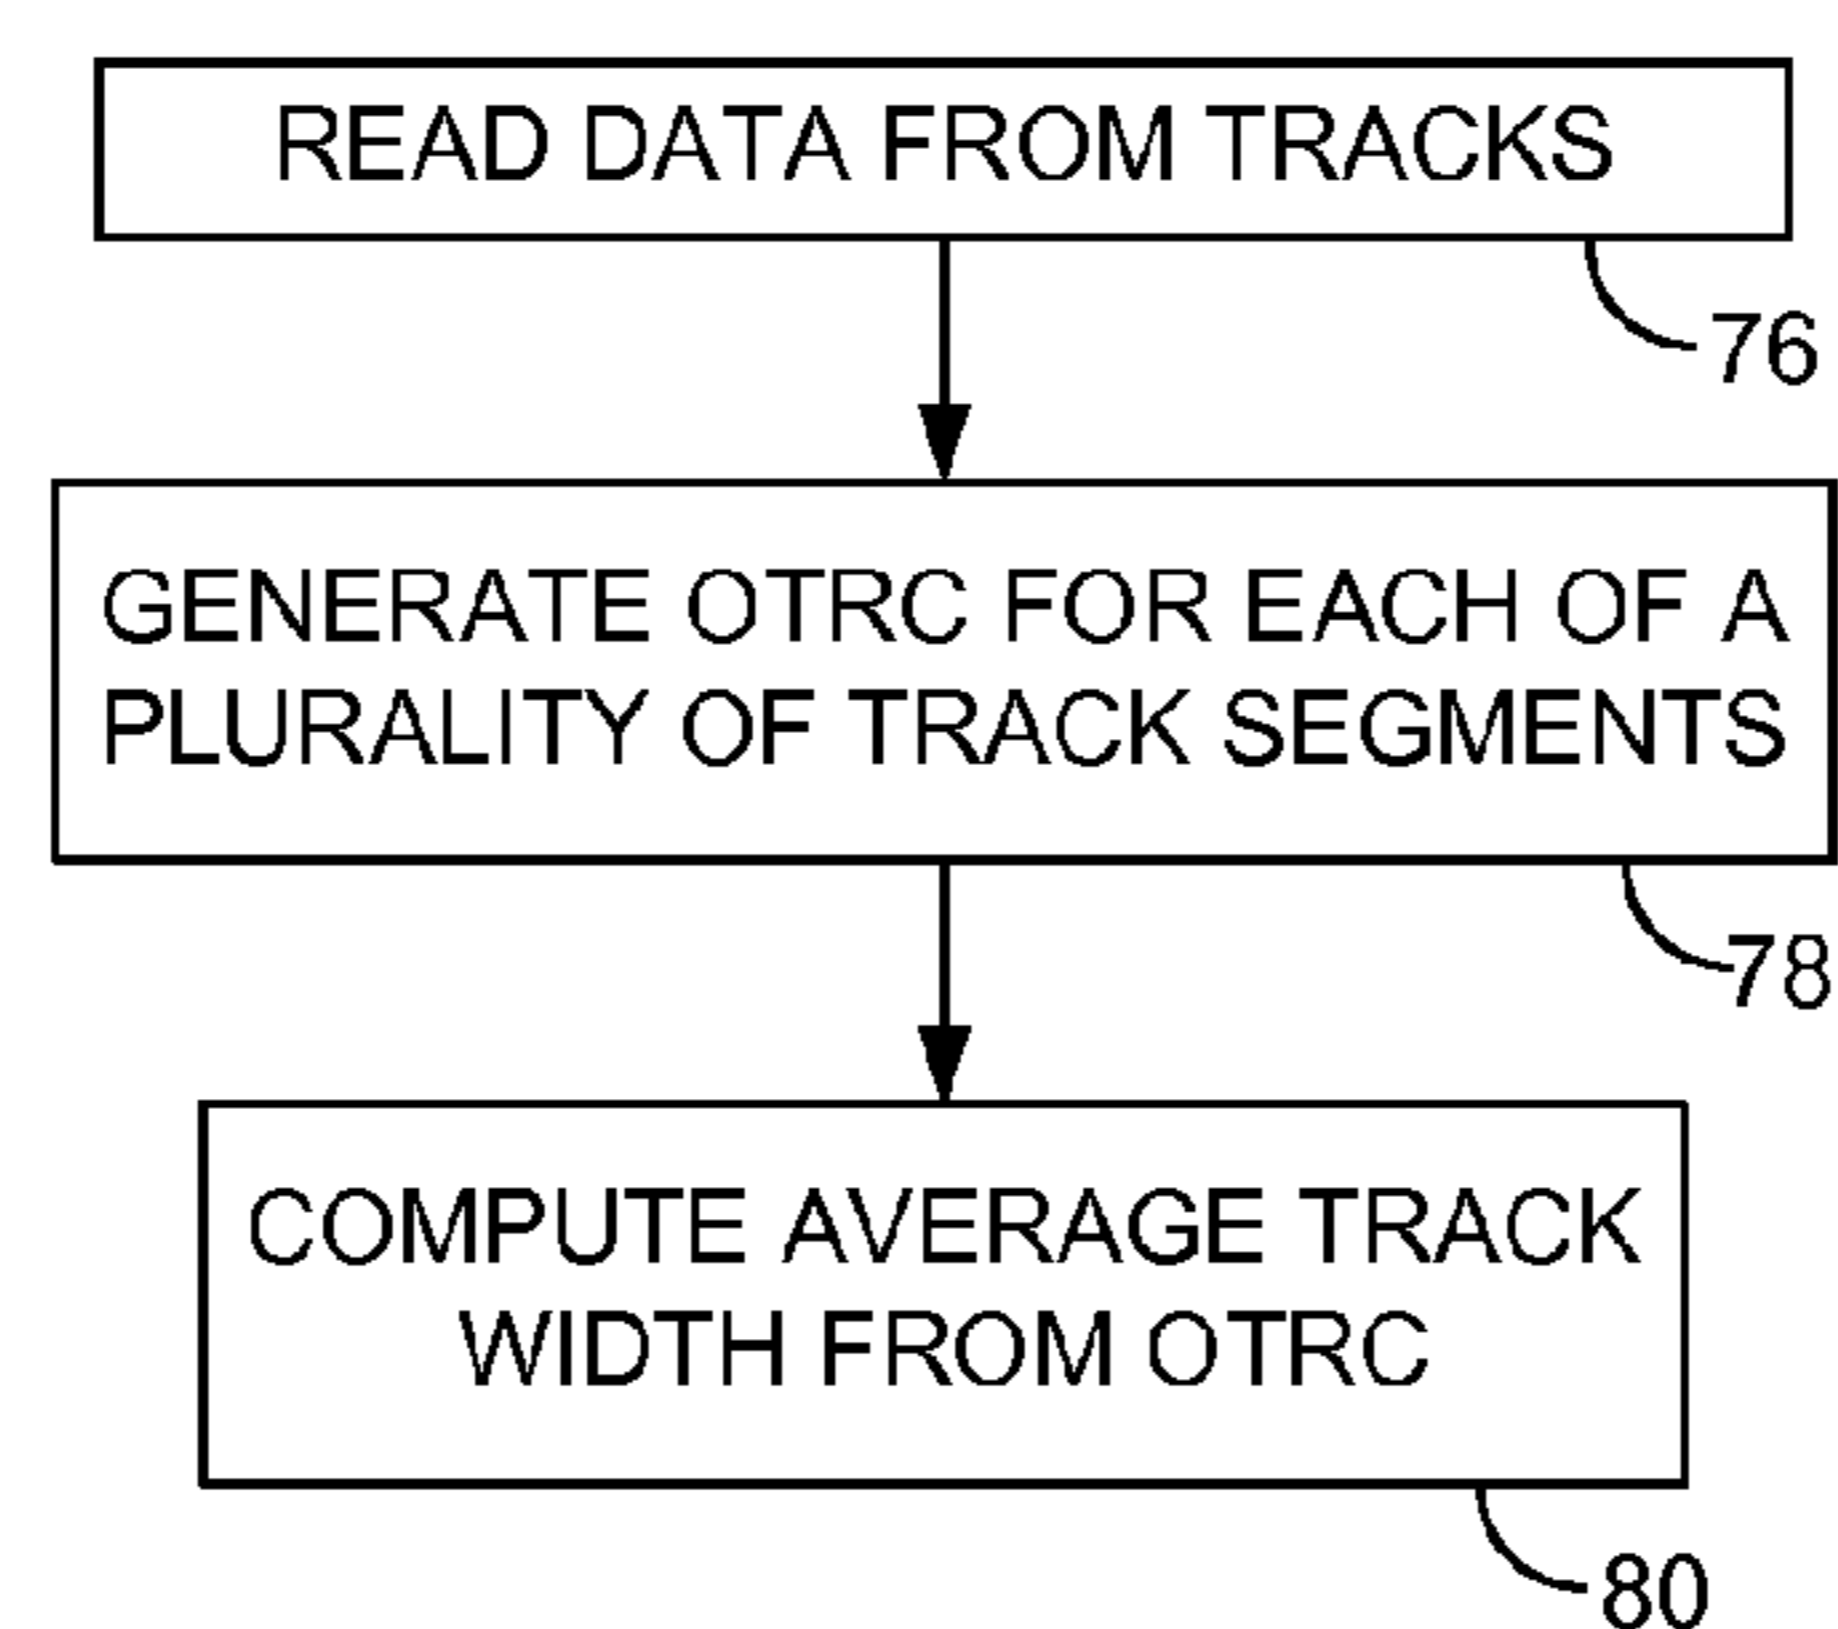 READ DATA FROM TRACKS
76
GENERATE OTRC FOR EACH OF A
PLURALITY OF TRACK SEGMENTS
78
COMPUTE AVERAGE TRACK
WIDTH FROM OTRC
80